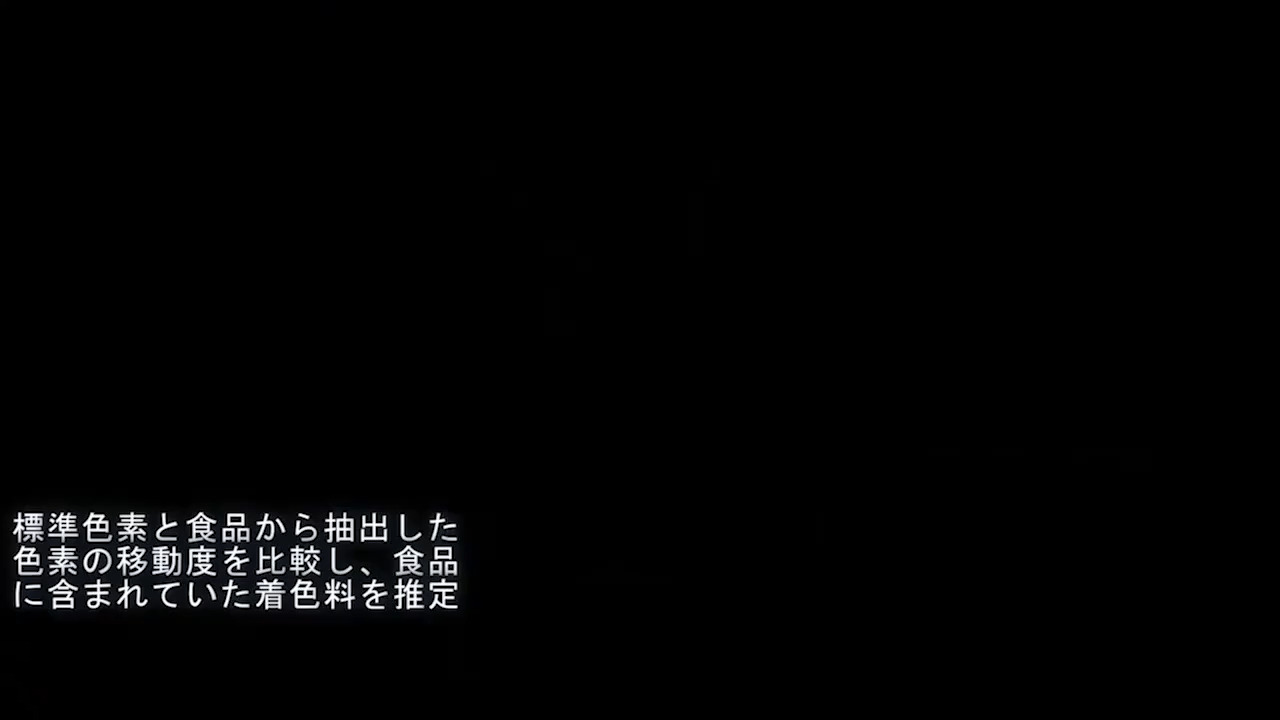 標準色素と食品から抽出した
色素の移動度を比較し、食品
に含まれていた着色料を推定